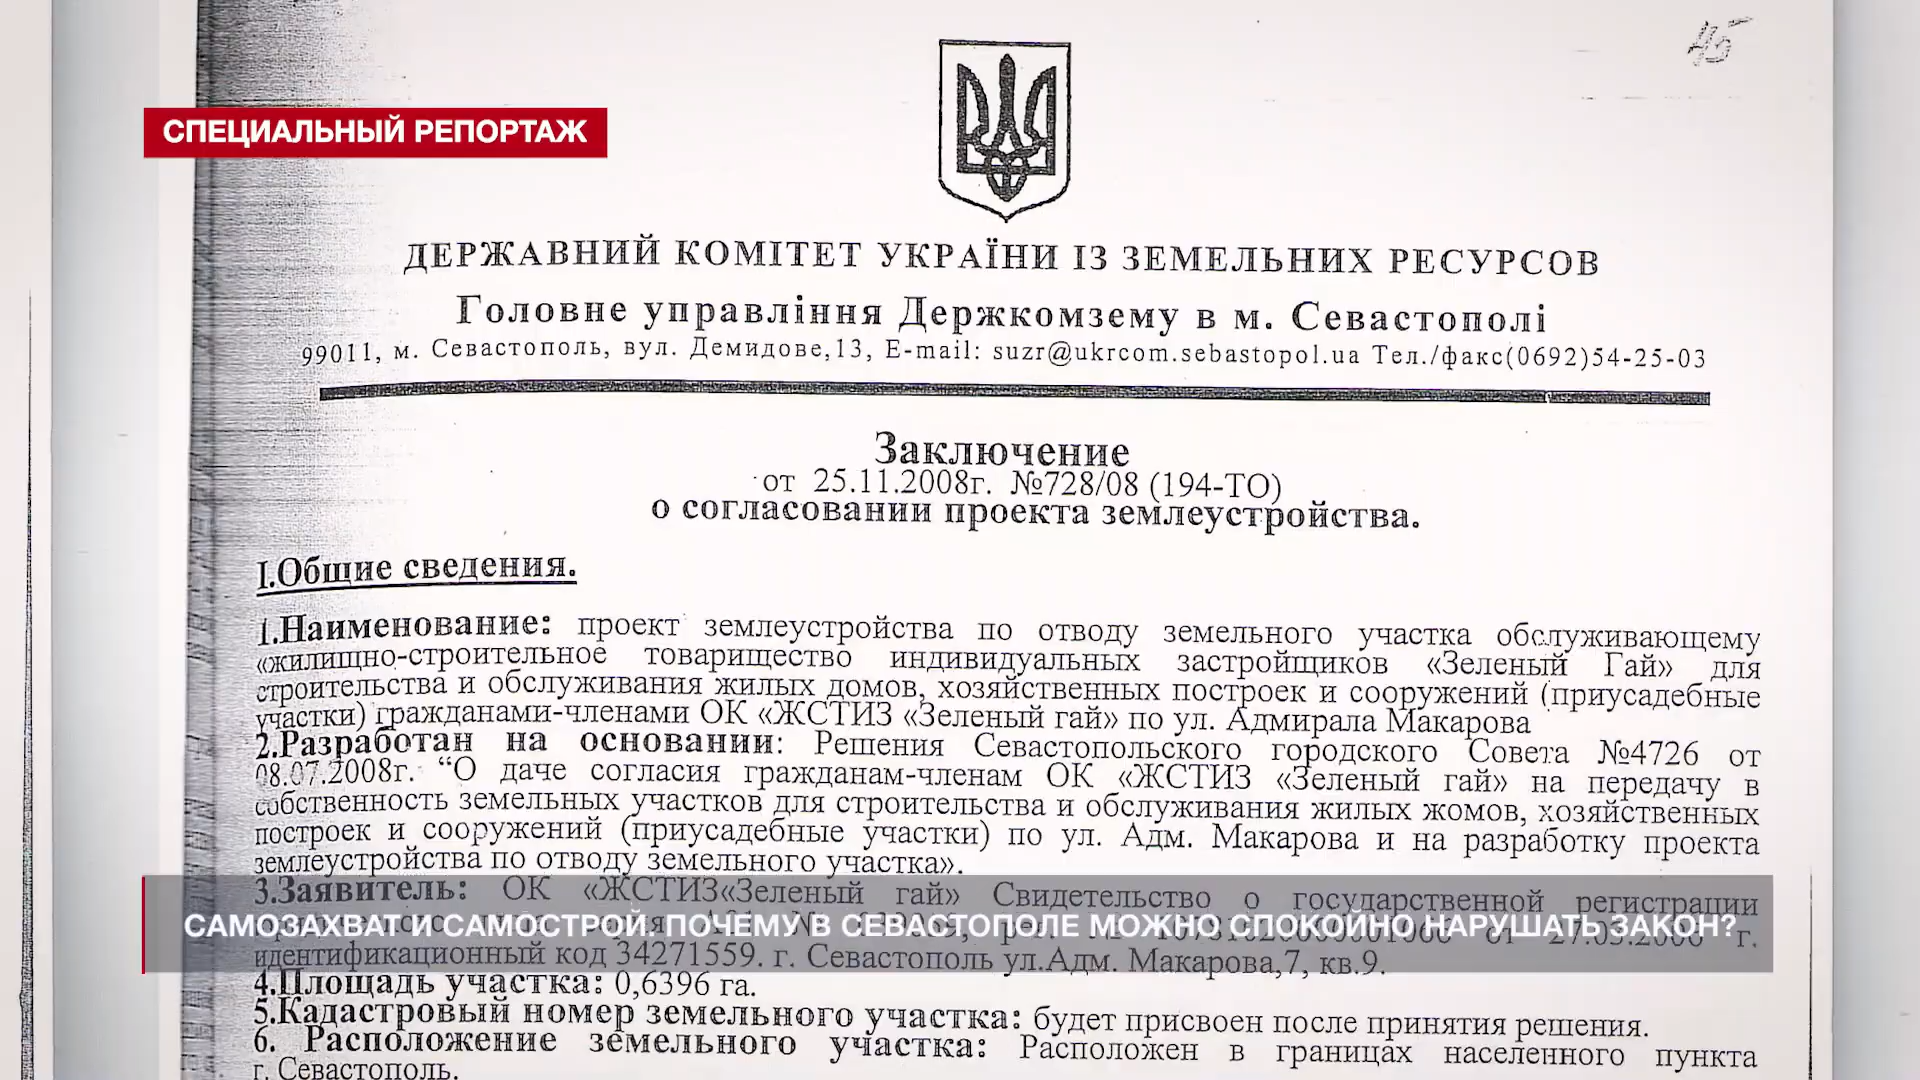 45
СПЕЦИАЛЬНЫЙ РЕПОРТАЖ
ДЕРЖАВНИЙ КОМІТЕТ УКРАЇНИ ІЗ ЗЕМЕЛЬНИХ РЕСУРСОВ
Головне управління Держкомзему в м. Севастополі
99011, м. Севастополь, вул. Демидове,13, E-mail: suzr@ukrcom.sebastopol.ua Тел./факс(0692)54-25-03
Заключение
от 25.11.2008г. №728/08 (194-ТО)
о согласовании проекта землеустройства.
I.Общие сведения.
1.Наименование: проект землеустройства по отводу земельного участка обслуживающему
«жилищно-строительное товарищество индивидуальных застройщиков «Зеленый Гай» для
строительства и обслуживания жилых домов, хозяйственных построек и сооружений (приусадебные
участки) гражданами-членами ОК «ЖСТИЗ «Зеленый гай» по ул. Адмирала Макарова
2.Разработан на основании: Решения Севастопольского городского Совета №4726 от
08.07.2008г. “О даче согласия гражданам-членам ОК «ЖСТИЗ «Зеленый гай» на передачу в
собственность земельных участков для строительства и обслуживания жилых жомов, хозяйственных
построек и сооружений (приусадебные участки) по ул. Адм. Макарова и на разработку проекта
землеустройства по отводу земельного участка».
3.Заявитель: ОК «ЖСТИЗ«Зеленый гай» Свидетельство о государственной регистрации
САМОЗАХВАТ И САМОСТРОЙ. ПОЧЕМУ В СЕВАСТОПОЛЕ МОЖНО СПОКОЙНО НАРУШАТЬ ЗАКОН?
от 27.03.2006 г.
идентификационный код 34271559. г. Севастополь ул.Адм. Макарова,7, кв.9.
4.Площадь участка: 0,6396 га.
5.Кадастровый номер земельного участка: будет присвоен после принятия решения.
6. Расположение земельного участка: Расположен в границах населенного пункта
г. Севастополь.